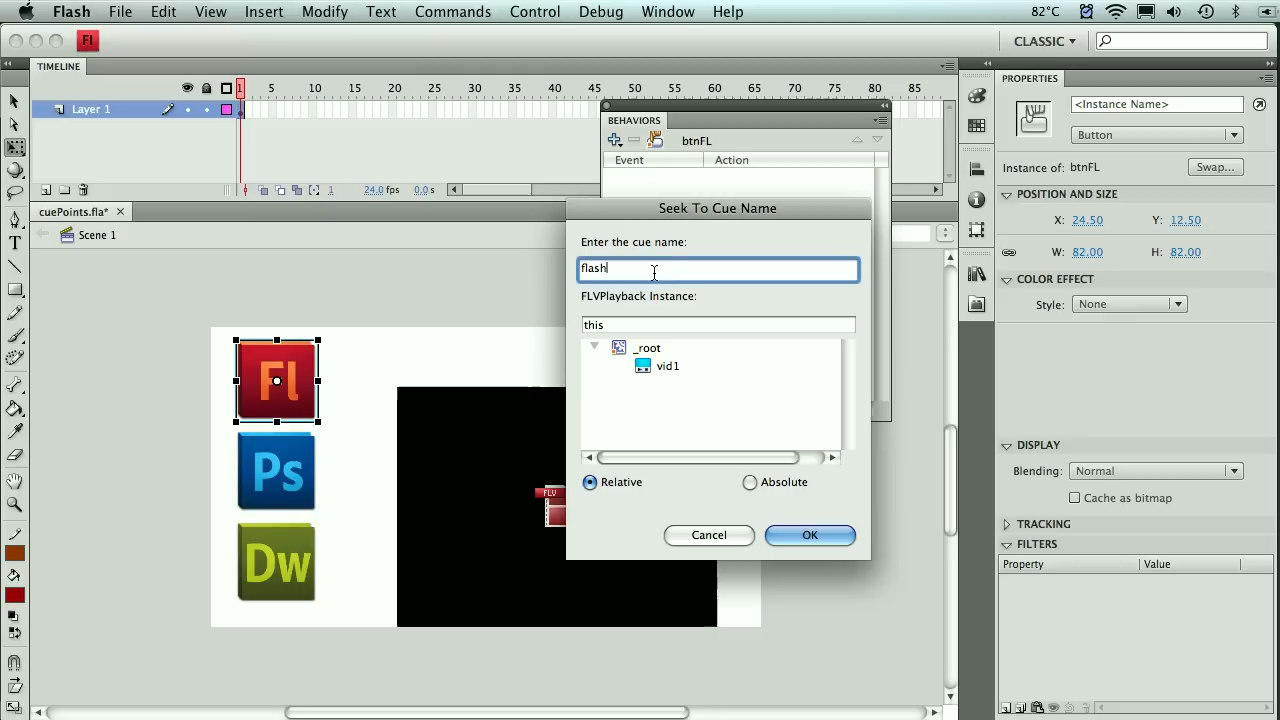 Flash File Edit View Insert Modify Text Commands Control Debug Window Help 82°C
Fl CLASSIC
TIMELINE
1 5 10 15 20 25 30 35 40 45 50 55 60 65 70 75 80 85
Layer 1
1 24.0 fps 0.0 s
BEHAVIORS
btnFL
Event Action
cuePoints.fla*
Scene 1
Seek To Cue Name
Enter the cue name:
flash
FLVPlayback Instance:
this
_root
vid1
Relative Absolute
Cancel OK
Fl
Ps
Dw
FLV
PROPERTIES
<Instance Name>
Button
Instance of: btnFL Swap...
POSITION AND SIZE
X: 24.50 Y: 12.50
W: 82.00 H: 82.00
COLOR EFFECT
Style: None
DISPLAY
Blending: Normal
Cache as bitmap
TRACKING
FILTERS
Property Value